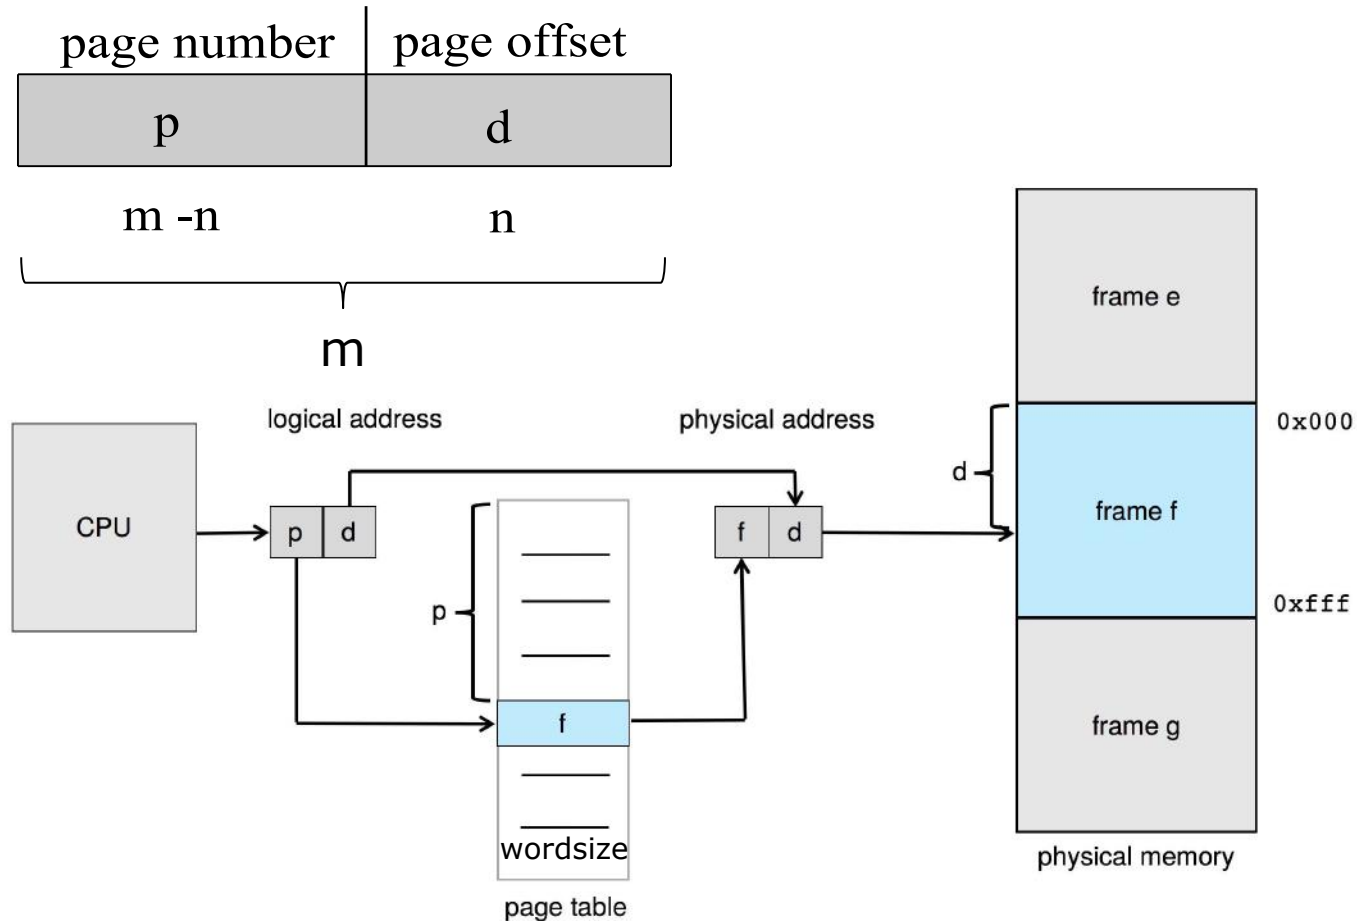 page number page offset
p d
m -n n
m
logical address physical address
CPU
p d
p
f
wordsize
page table
f d
d
frame e
0x000
frame f
0xfff
frame g
physical memory